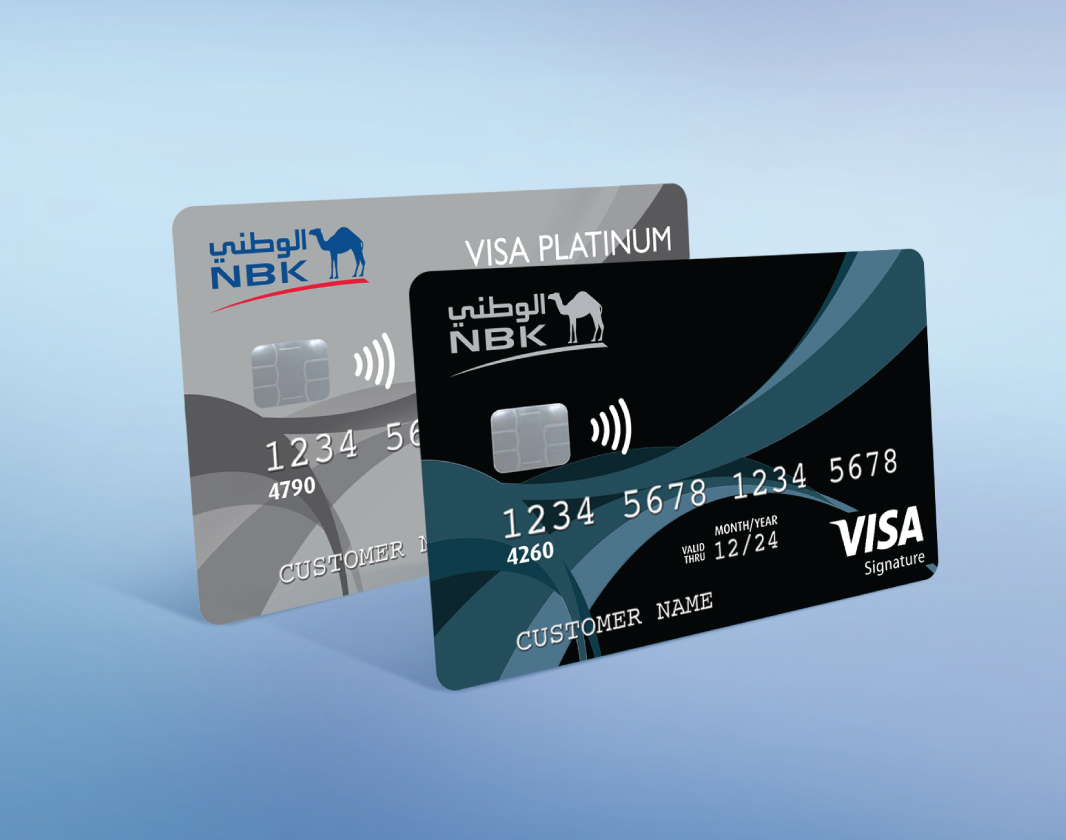 الوطني
NBK
VISA PLATINUM
1234 56
4790
CUSTOMER
الوطني
NBK
1234 5678 1234 5678
4260
VALID THRU
MONTH/YEAR
12/24
VISA
Signature
CUSTOMER NAME